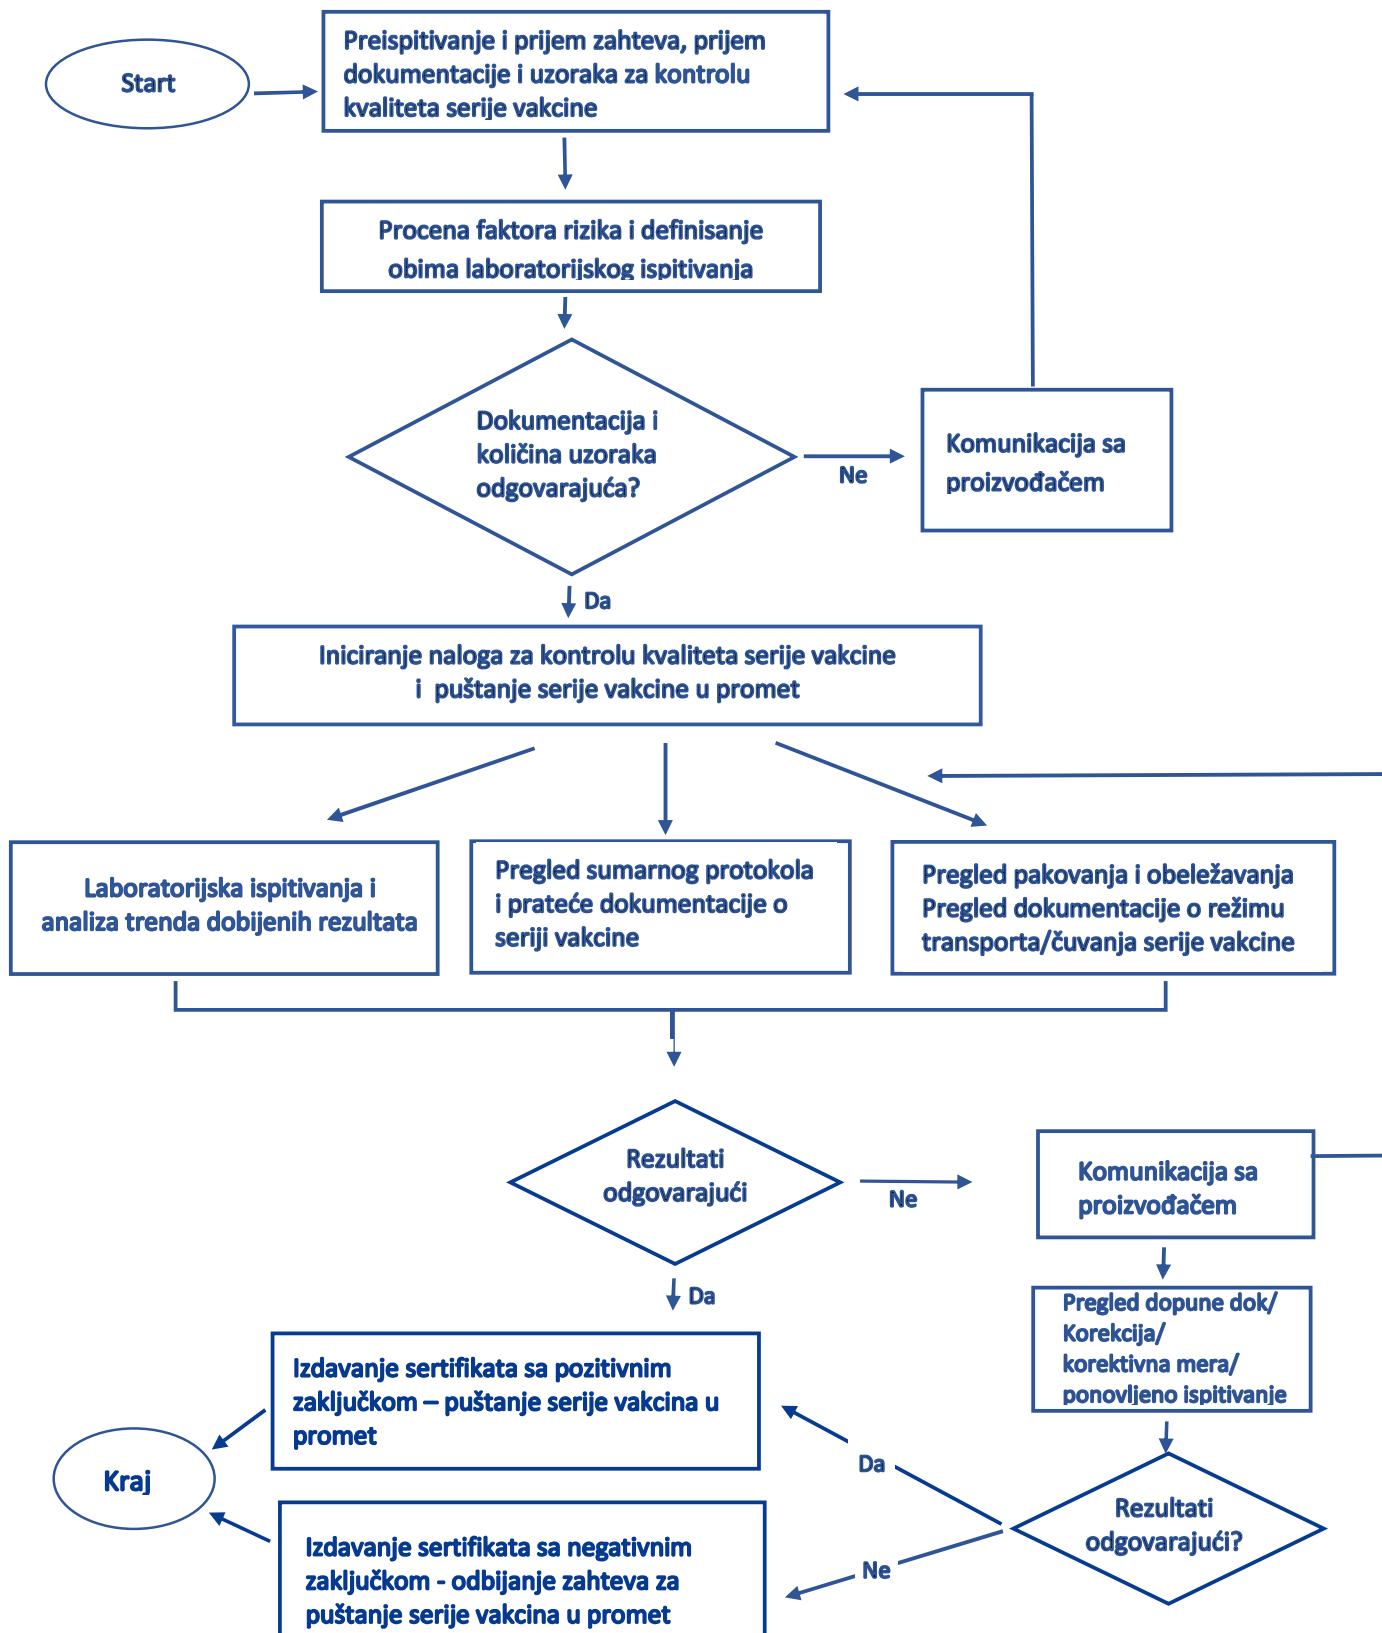 Start
Preispitivanje i prijem zahteva, prijem
dokumentacije i uzoraka za kontrolu
kvaliteta serije vakcine
Procena faktora rizika i definisanje
obima laboratorijskog ispitivanja
Dokumentacija i
količina uzoraka
odgovarajuća?
Ne
Komunikacija sa
proizvođačem
Da
Iniciranje naloga za kontrolu kvaliteta serije vakcine
i puštanje serije vakcine u promet
Laboratorijska ispitivanja i
analiza trenda dobijenih rezultata
Pregled sumarnog protokola
i prateće dokumentacije o
seriji vakcine
Pregled pakovanja i obeležavanja
Pregled dokumentacije o režimu
transporta/čuvanja serije vakcine
Rezultati
odgovarajući
Ne
Komunikacija sa
proizvođačem
Da
Pregled dopune dok/
Korekcija/
korektivna mera/
ponovljeno ispitivanje
Izdavanje sertifikata sa pozitivnim
zaključkom – puštanje serije vakcina u
promet
Da
Kraj
Rezultati
odgovarajući?
Ne
Izdavanje sertifikata sa negativnim
zaključkom - odbijanje zahteva za
puštanje serije vakcina u promet